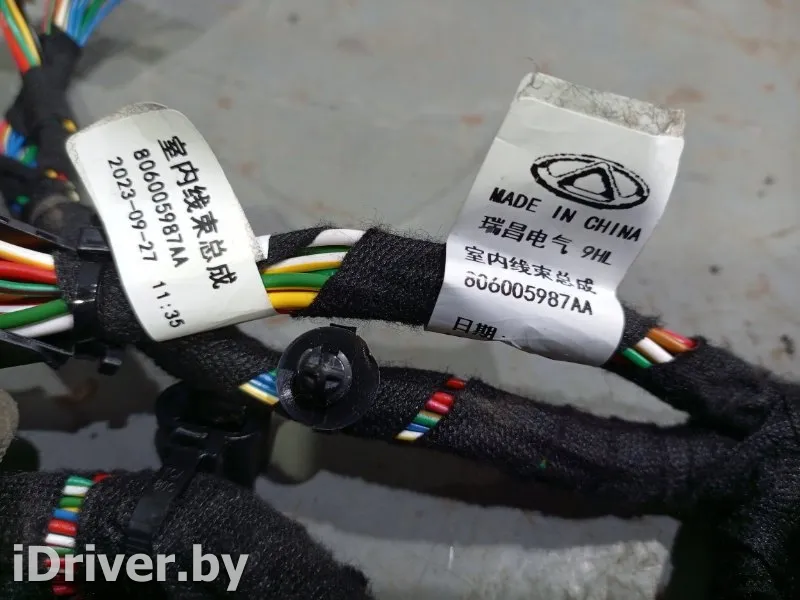 室内线束总成
806005987AA
2023-09-27 11:35
MADE IN CHINA
瑞昌电气 9HL
室内线束总成
806005987AA
日期:
iDriver.by